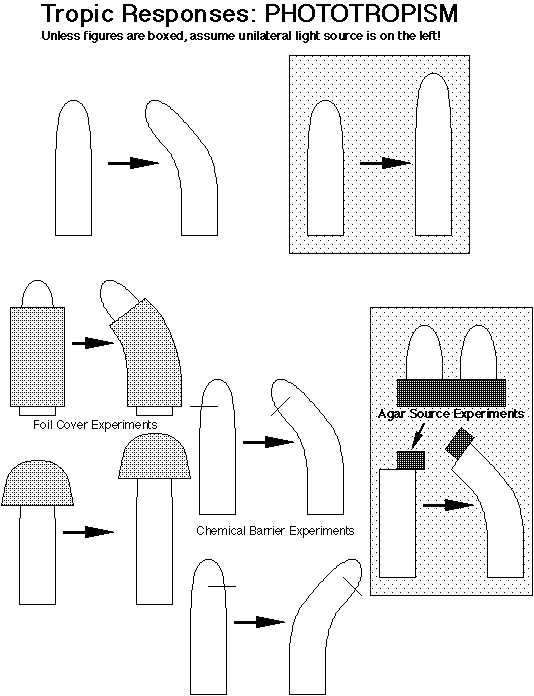 Tropic Responses: PHOTOTROPISM
Unless figures are boxed, assume unilateral light source is on the left!
Foil Cover Experiments
Agar Source Experiments
Chemical Barrier Experiments